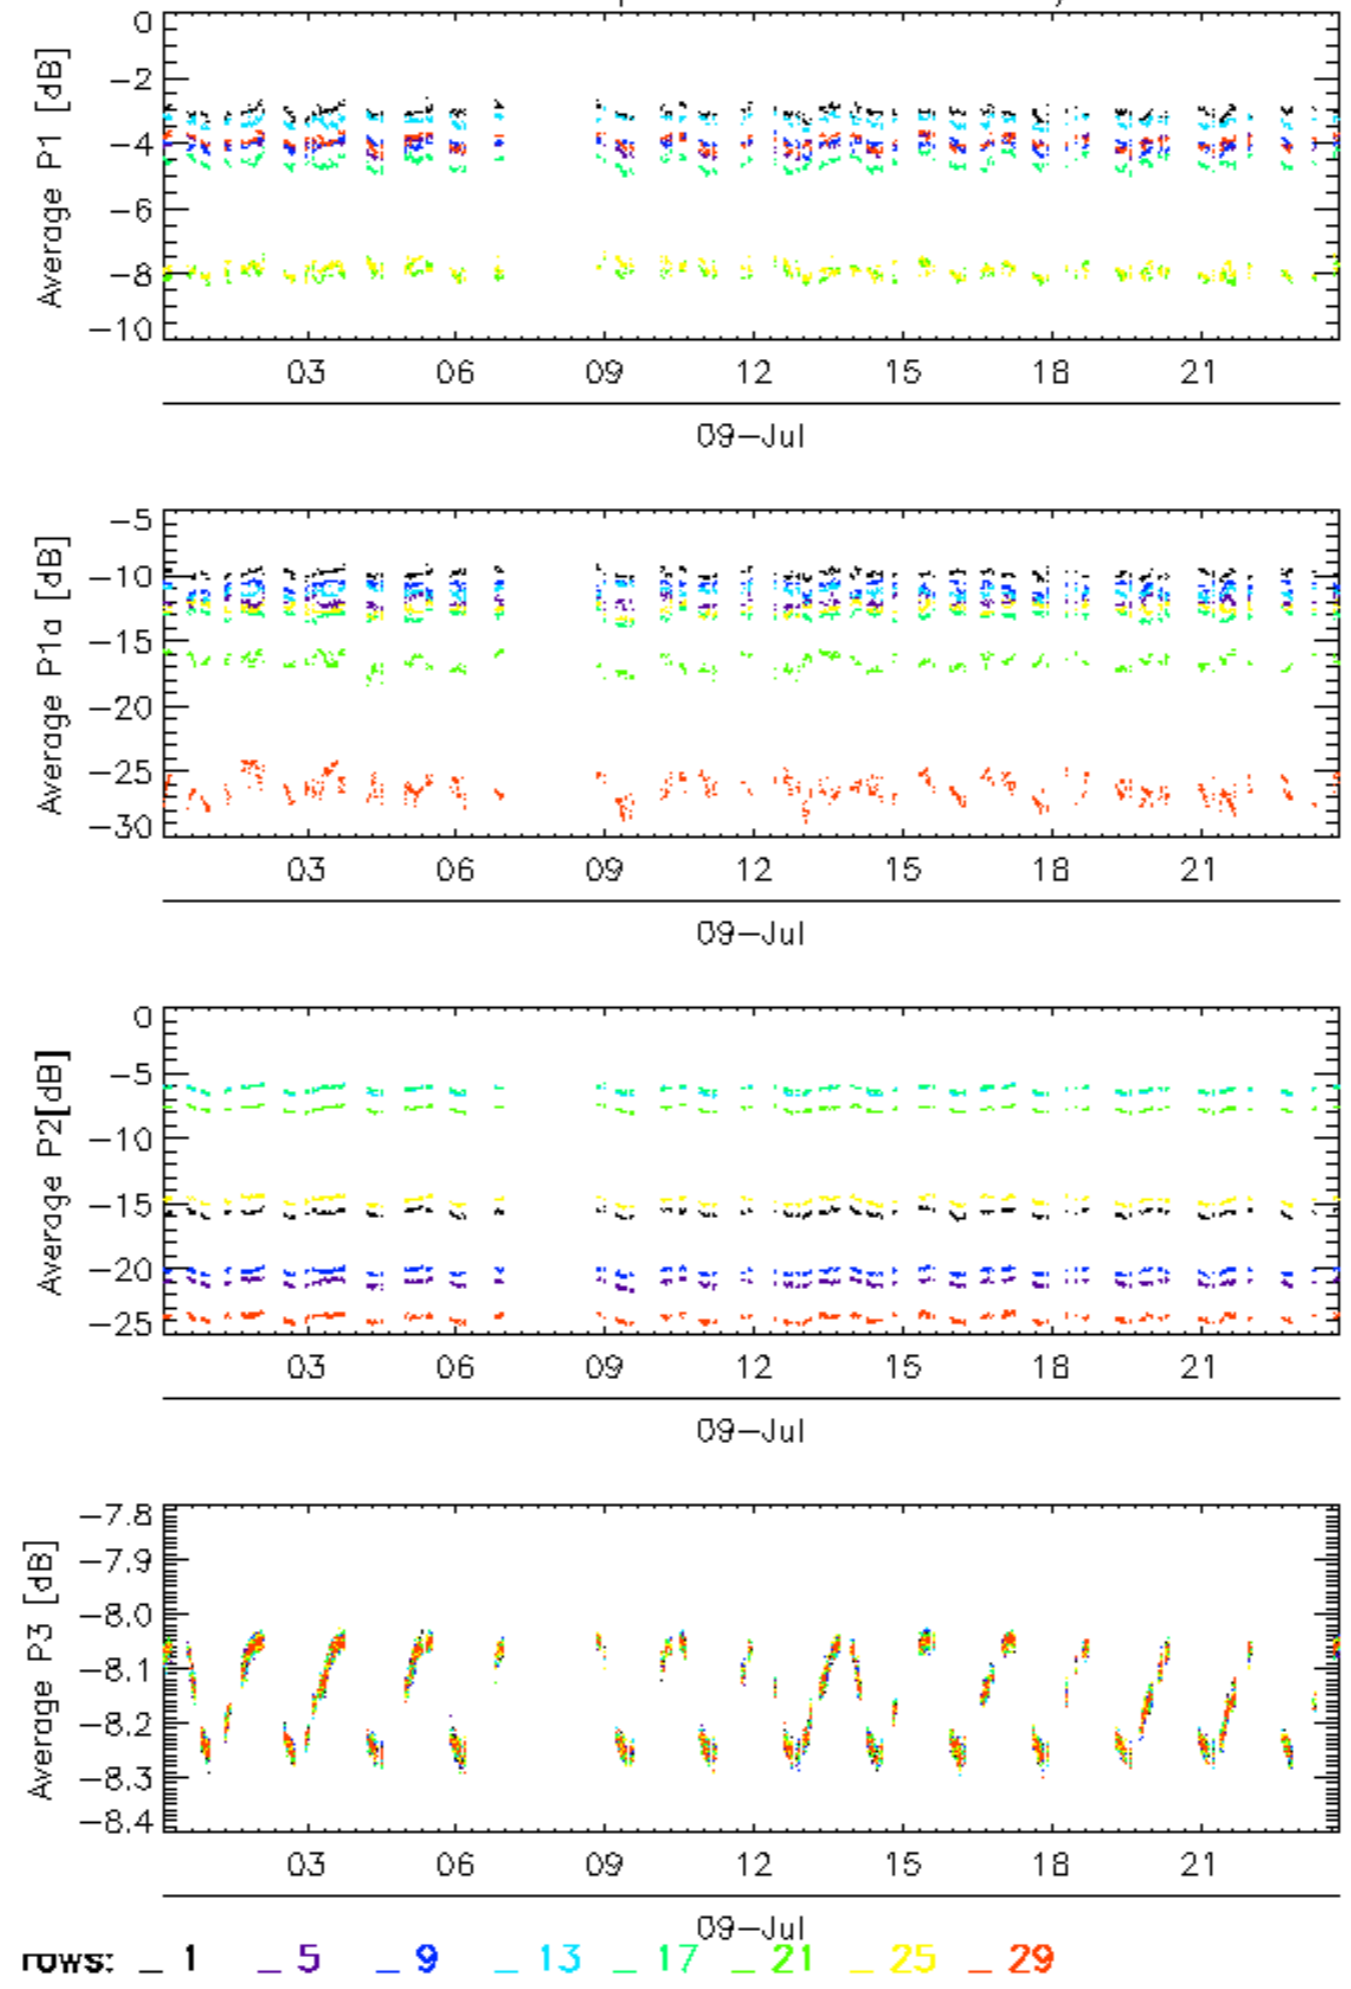 0
−2
−4
−6
−8
−10
Average P1 [dB]
03 06 09 12 15 18 21
09−Jul
−5
−10
−15
−20
−25
−30
Average P1a [dB]
03 06 09 12 15 18 21
09−Jul
0
−5
−10
−15
−20
−25
Average P2[dB]
03 06 09 12 15 18 21
09−Jul
−7.8
−7.9
−8.0
−8.1
−8.2
−8.3
−8.4
Average P3 [dB]
03 06 09 12 15 18 21
09−Jul
rows: _ 1 _ 5 _ 9 _ 13 _ 17 _ 21 _ 25 _ 29